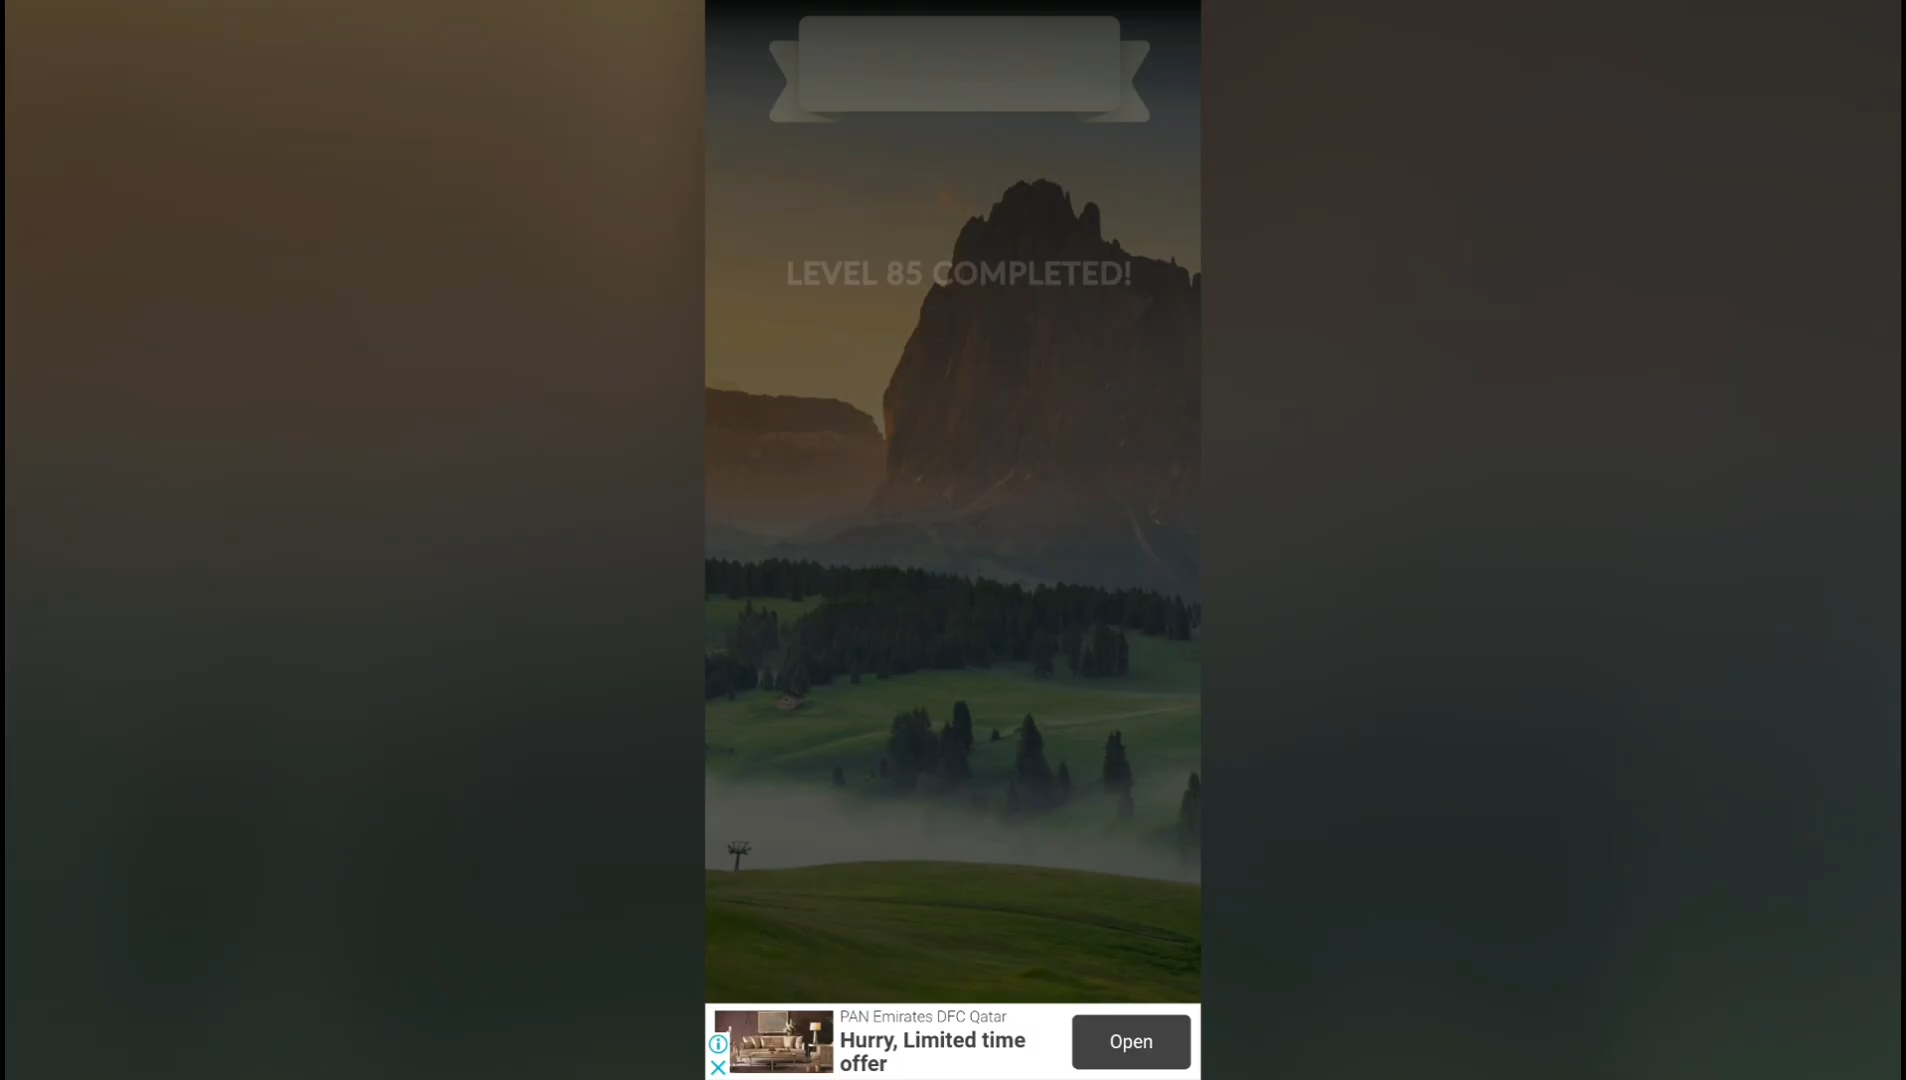 LEVEL 85 COMPLETED!
PAN Emirates DFC Qatar
Hurry, Limited time
offer
Open